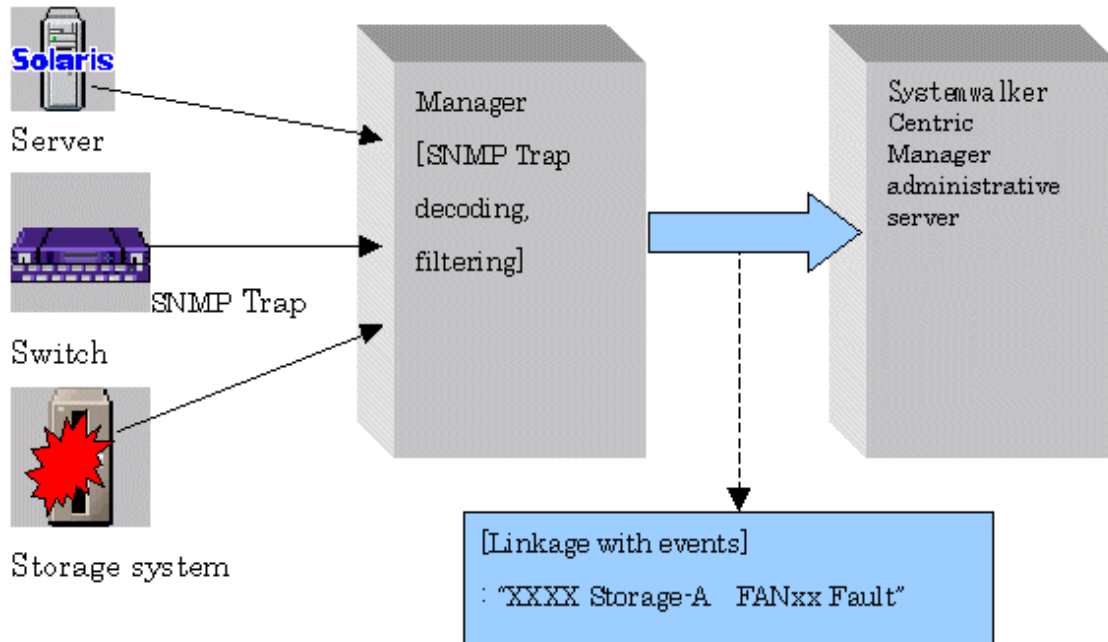 Solaris
Server
SNMP Trap
Switch
Storage system
Manager
[SNMP Trap
decoding,
filtering]
Systemwalker
Centric
Manager
administrative
server
[Linkage with events]
: "XXXX Storage-A FANxx Fault"